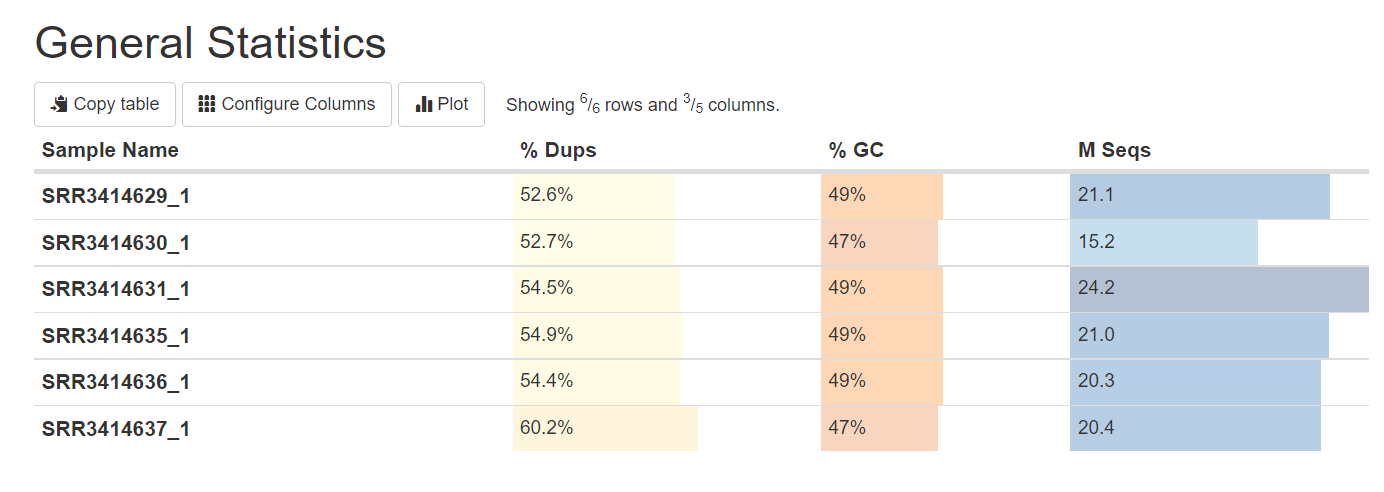 General Statistics
Copy table Configure Columns Plot Showing 6/6 rows and 3/5 columns.
Sample Name % Dups % GC M Seqs
SRR3414629_1 52.6% 49% 21.1
SRR3414630_1 52.7% 47% 15.2
SRR3414631_1 54.5% 49% 24.2
SRR3414635_1 54.9% 49% 21.0
SRR3414636_1 54.4% 49% 20.3
SRR3414637_1 60.2% 47% 20.4